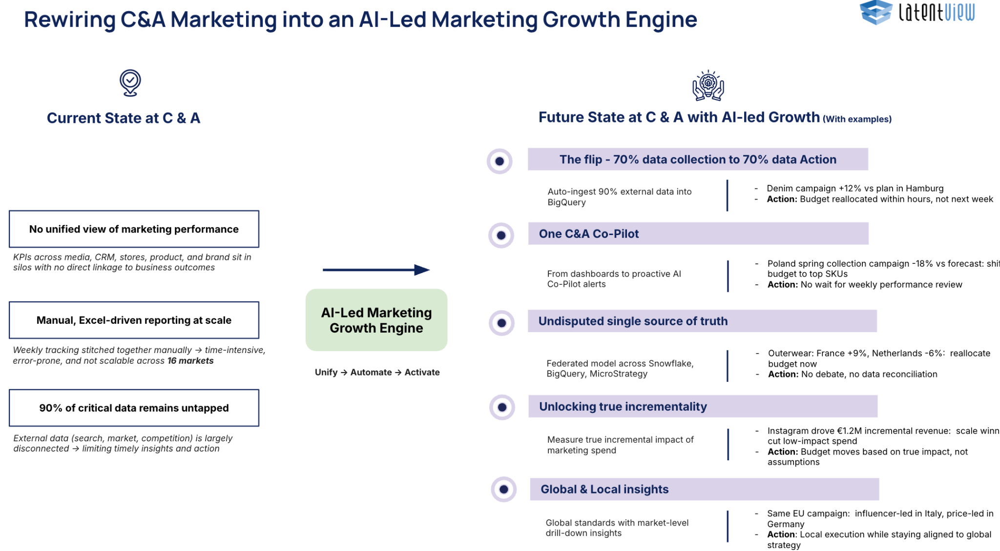 Rewiring C&A Marketing into an AI-Led Marketing Growth Engine
LatentView
Current State at C & A
No unified view of marketing performance
KPIs across media, CRM, stores, product, and brand sit in
silos with no direct linkage to business outcomes
Manual, Excel-driven reporting at scale
Weekly tracking stitched together manually → time-intensive,
error-prone, and not scalable across 16 markets
90% of critical data remains untapped
External data (search, market, competition) is largely
disconnected → limiting timely insights and action
AI-Led Marketing
Growth Engine
Unify → Automate → Activate
Future State at C & A with AI-led Growth (With examples)
The flip - 70% data collection to 70% data Action
Auto-ingest 90% external data into
BigQuery
- Denim campaign +12% vs plan in Hamburg
- Action: Budget reallocated within hours, not next week
One C&A Co-Pilot
From dashboards to proactive AI
Co-Pilot alerts
- Poland spring collection campaign -18% vs forecast:
budget to top SKUs
- Action: No wait for weekly performance review
Undisputed single source of truth
Federated model across Snowflake,
BigQuery, MicroStrategy
- Outerwear: France +9%, Netherlands -6%: reallocate
budget now
- Action: No debate, no data reconciliation
Unlocking true incrementality
Measure true incremental impact of
marketing spend
- Instagram drove €1.2M incremental revenue: scale
cut low-impact spend
- Action: Budget moves based on true impact, not
assumptions
Global & Local insights
Global standards with market-level
drill-down insights
- Same EU campaign: influencer-led in Italy, price-led in
Germany
- Action: Local execution while staying aligned to global
strategy